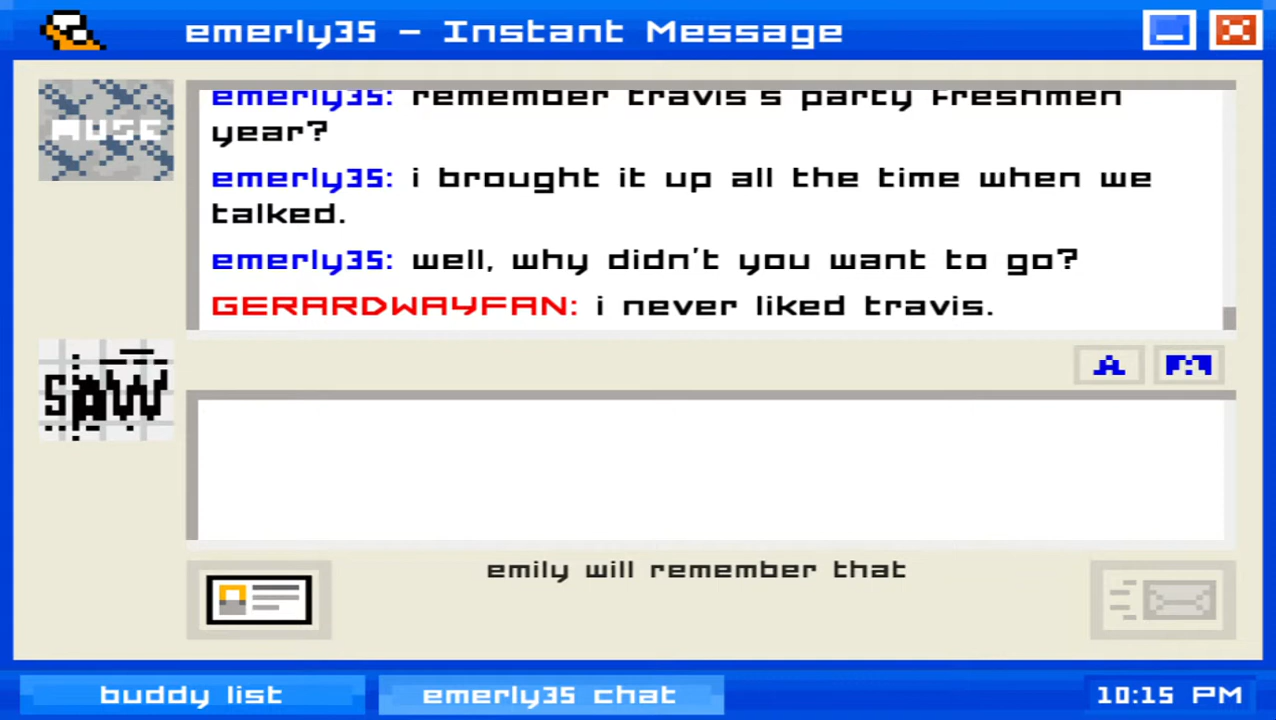 emerly35 - Instant Message
MUSE
emerly35: remember travis's party freshmen
year?
emerly35: i brought it up all the time when we
talked.
emerly35: well, why didn't you want to go?
GERARDWAYFAN: i never liked travis.
A
SAW
emily will remember that
buddy list
emerly35 chat
10:15 PM